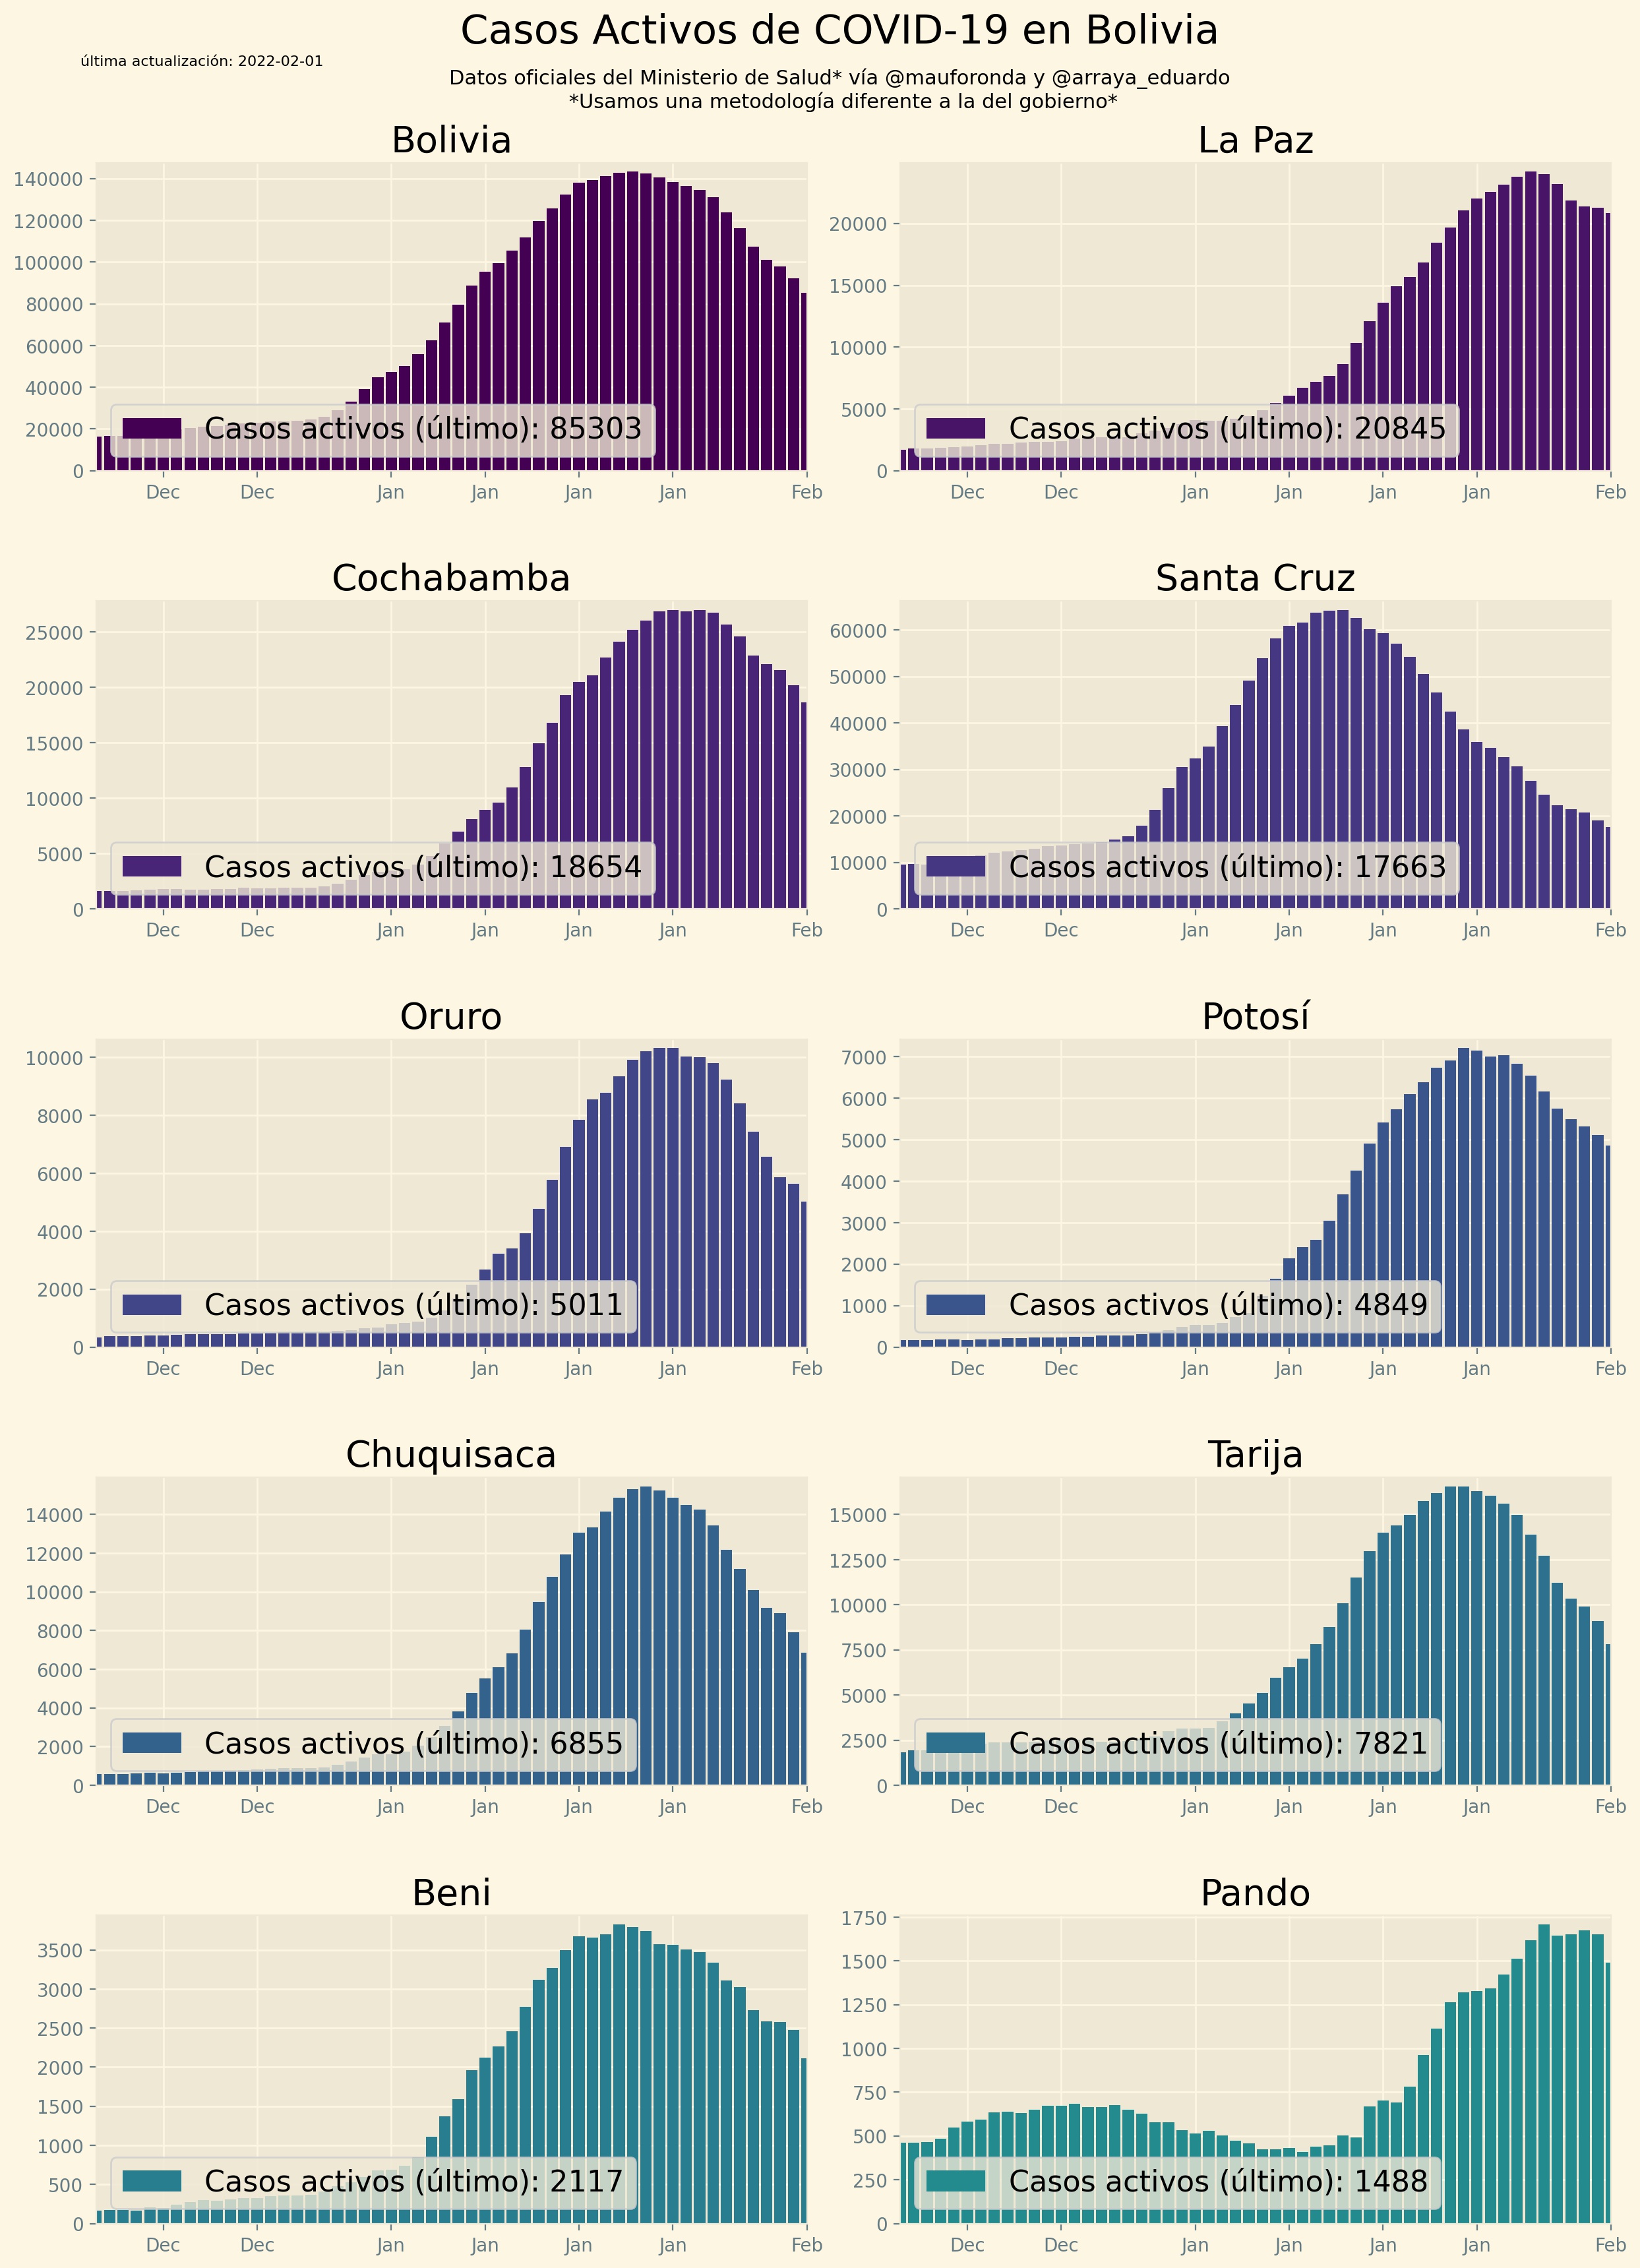 Casos Activos de COVID-19 en Bolivia
última actualización: 2022-02-01
Datos oficiales del Ministerio de Salud* vía @mauforonda y @arraya_eduardo
*Usamos una metodología diferente a la del gobierno*
Bolivia
140000
120000
100000
80000
60000
40000
20000
0
Casos activos (último): 85303
Dec Dec Jan Jan Jan Jan Feb
La Paz
20000
15000
10000
5000
0
Casos activos (último): 20845
Dec Dec Jan Jan Jan Jan Feb
Cochabamba
25000
20000
15000
10000
5000
0
Casos activos (último): 18654
Dec Dec Jan Jan Jan Jan Feb
Santa Cruz
60000
50000
40000
30000
20000
10000
0
Casos activos (último): 17663
Dec Dec Jan Jan Jan Jan Feb
Oruro
10000
8000
6000
4000
2000
0
Casos activos (último): 5011
Dec Dec Jan Jan Jan Jan Feb
Potosí
7000
6000
5000
4000
3000
2000
1000
0
Casos activos (último): 4849
Dec Dec Jan Jan Jan Jan Feb
Chuquisaca
14000
12000
10000
8000
6000
4000
2000
0
Casos activos (último): 6855
Dec Dec Jan Jan Jan Jan Feb
Tarija
15000
12500
10000
7500
5000
2500
0
Casos activos (último): 7821
Dec Dec Jan Jan Jan Jan Feb
Beni
3500
3000
2500
2000
1500
1000
500
0
Casos activos (último): 2117
Dec Dec Jan Jan Jan Jan Feb
Pando
1750
1500
1250
1000
750
500
250
0
Casos activos (último): 1488
Dec Dec Jan Jan Jan Jan Feb